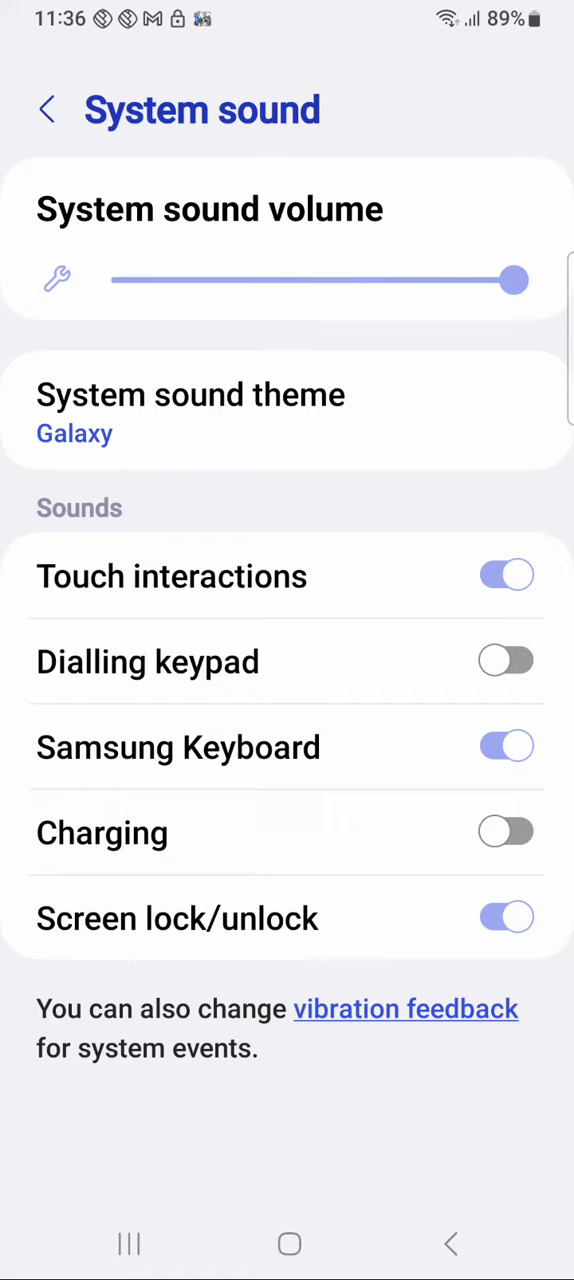 11:36 89%
System sound
System sound volume
System sound theme
Galaxy
Sounds
Touch interactions
Dialling keypad
Samsung Keyboard
Charging
Screen lock/unlock
You can also change vibration feedback
for system events.